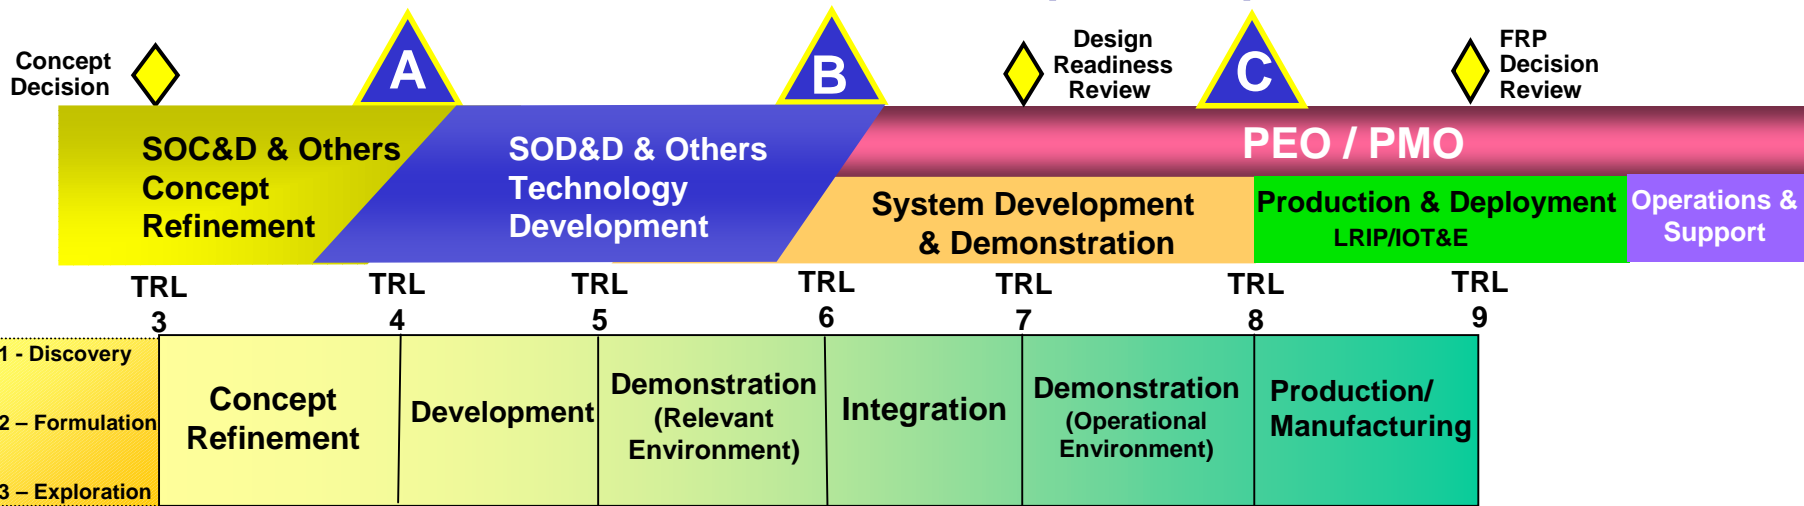 Concept
Decision
A
B
Design
Readiness
Review
C
FRP
Decision
Review
SOC&D & Others
Concept
Refinement
SOD&D & Others
Technology
Development
PEO / PMO
System Development
& Demonstration
Production & Deployment
LRIP/IOT&E
Operations &
Support
TRL
3
TRL
4
TRL
5
TRL
6
TRL
7
TRL
8
TRL
9
1 - Discovery
2 – Formulation
3 – Exploration
Concept
Refinement
Development
Demonstration
(Relevant
Environment)
Integration
Demonstration
(Operational
Environment)
Production/
Manufacturing